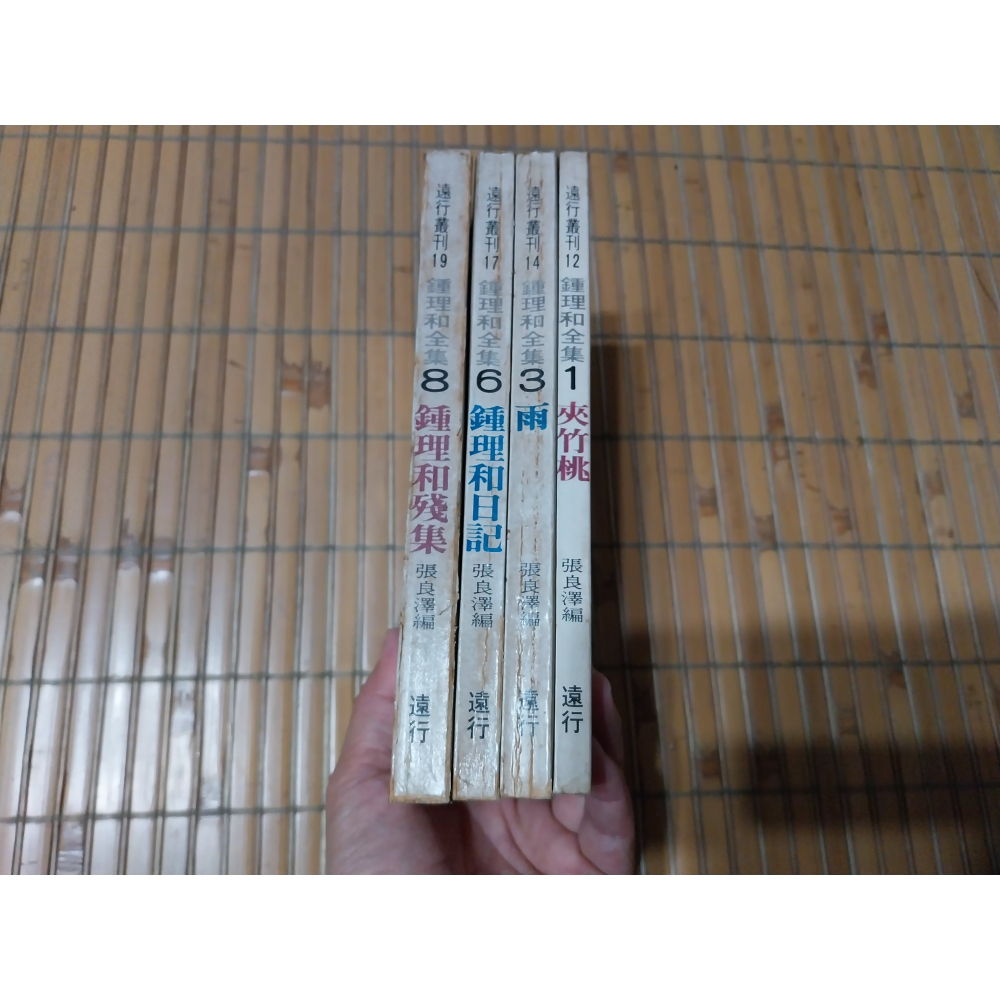 遠行叢刊19
鍾理和全集8
鍾理和殘集
張良澤編
遠行
遠行叢刊17
鍾理和全集6
鍾理和日記
張良澤編
遠行
遠行叢刊14
鍾理和全集3
雨
張良澤編
遠行
遠行叢刊12
鍾理和全集1
夾竹桃
張良澤編
遠行